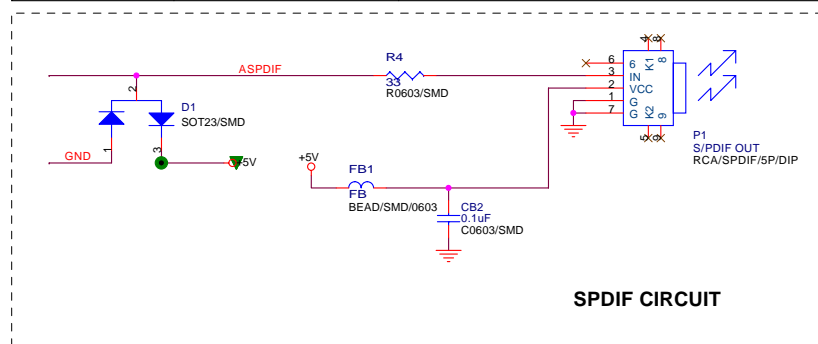 ASPDIF
R4
33
R0603/SMD
4
8
6
3
2
1
7
6
IN
VCC
G
G
K1
8
K2
9
5
9
P1
S/PDIF OUT
RCA/SPDIF/5P/DIP
2
D1
SOT23/SMD
1
3
GND
+5V
+5V
FB1
FB
BEAD/SMD/0603
CB2
0.1uF
C0603/SMD
SPDIF CIRCUIT